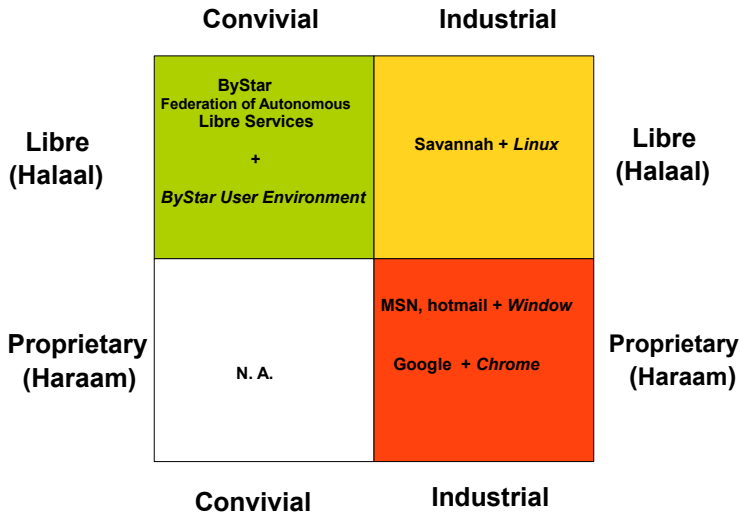 Convivial Industrial
ByStar
Federation of Autonomous
Libre Services
+
ByStar User Environment
Libre
(Halaal)
Savannah + Linux
Libre
(Halaal)
Proprietary
(Haraam)
N. A.
MSN, hotmail + Window
Google + Chrome
Proprietary
(Haraam)
Convivial Industrial